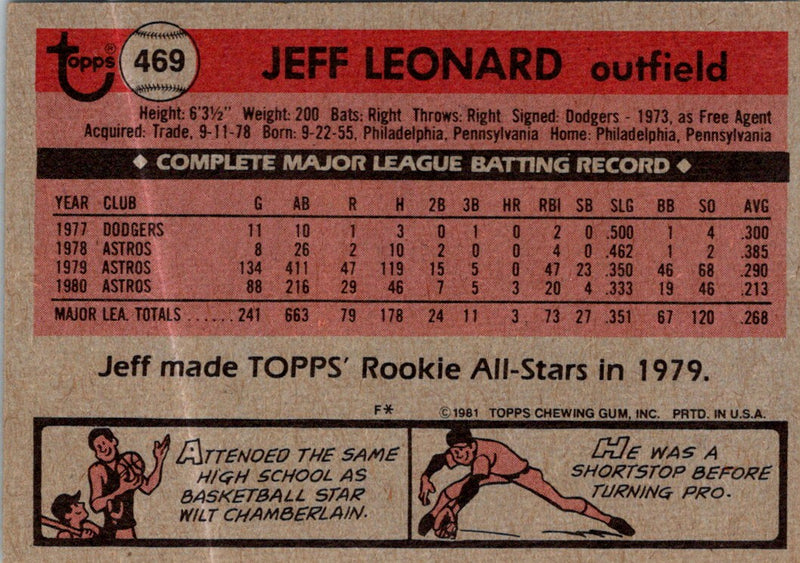 Topps® 469 JEFF LEONARD outfield
Height: 6'3½" Weight: 200 Bats: Right Throws: Right Signed: Dodgers - 1973, as Free Agent
Acquired: Trade, 9-11-78 Born: 9-22-55, Philadelphia, Pennsylvania Home: Philadelphia, Pennsylvania
◆ COMPLETE MAJOR LEAGUE BATTING RECORD ◆
YEAR CLUB G AB R H 2B 3B HR RBI SB SLG BB SO AVG
1977 DODGERS 11 10 1 3 0 1 0 2 0 .500 1 4 .300
1978 ASTROS 8 26 2 10 2 0 0 4 0 .462 1 2 .385
1979 ASTROS 134 411 47 119 15 5 0 47 23 .350 46 68 .290
1980 ASTROS 88 216 29 46 7 5 3 20 4 .333 19 46 .213
MAJOR LEA. TOTALS ...... 241 663 79 178 24 11 3 73 27 .351 67 120 .268
Jeff made TOPPS' Rookie All-Stars in 1979.
F* ©1981 TOPPS CHEWING GUM, INC. PRTD. IN U.S.A.
ATTENDED THE SAME
HIGH SCHOOL AS
BASKETBALL STAR
WILT CHAMBERLAIN.
HE WAS A
SHORTSTOP BEFORE
TURNING PRO.